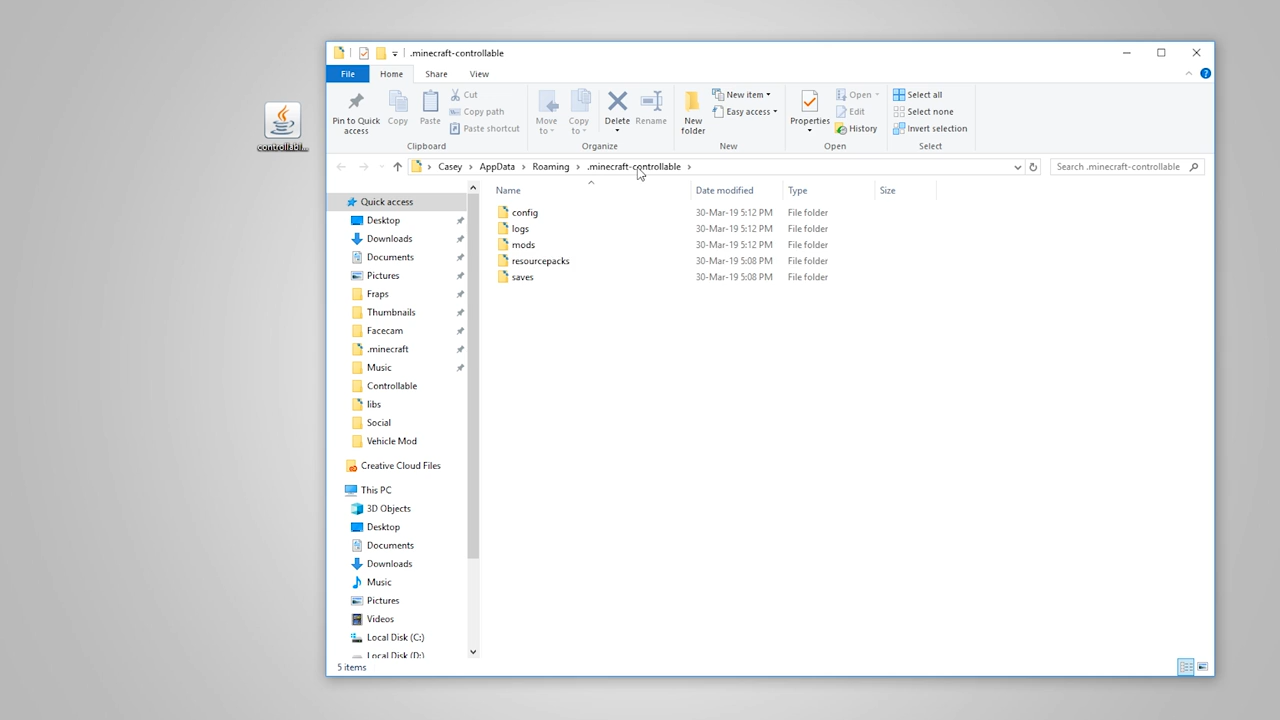 .minecraft-controllable
File Home Share View
Pin to Quick access
Copy
Paste
Cut
Copy path
Paste shortcut
Clipboard
Move to
Copy to
Delete
Rename
Organize
New folder
New item
Easy access
New
Properties
Open
Edit
History
Open
Select all
Select none
Invert selection
Select
Casey > AppData > Roaming > .minecraft-controllable >
Search .minecraft-controllable
controllabl...
Name Date modified Type Size
config 30-Mar-19 5:12 PM File folder
logs 30-Mar-19 5:12 PM File folder
mods 30-Mar-19 5:12 PM File folder
resourcepacks 30-Mar-19 5:08 PM File folder
saves 30-Mar-19 5:08 PM File folder
Quick access
Desktop
Downloads
Documents
Pictures
Fraps
Thumbnails
Facecam
.minecraft
Music
Controllable
libs
Social
Vehicle Mod
Creative Cloud Files
This PC
3D Objects
Desktop
Documents
Downloads
Music
Pictures
Videos
Local Disk (C:)
Local Disk (D:)
5 items